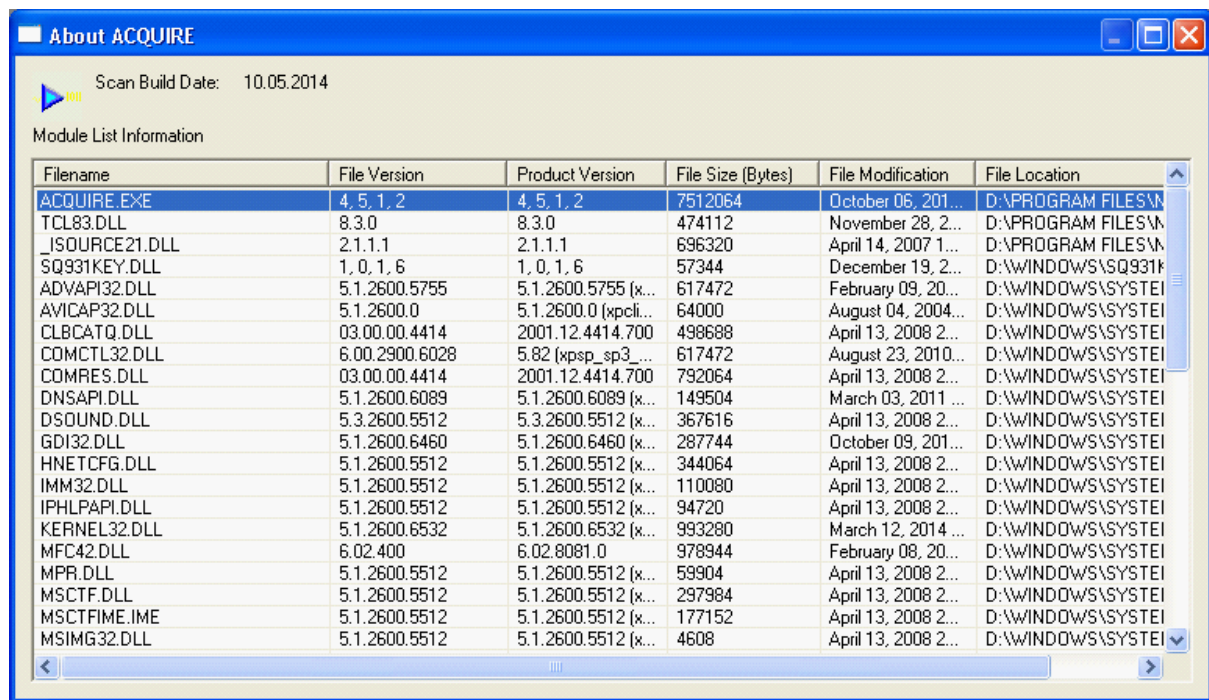 About ACQUIRE
Scan Build Date: 10.05.2014
Module List Information
Filename File Version Product Version File Size (Bytes) File Modification File Location
ACQUIRE.EXE 4, 5, 1, 2 4, 5, 1, 2 7512064 October 06, 201... D:\PROGRAM FILES\N
TCL83.DLL 8.3.0 8.3.0 474112 November 28, 2... D:\PROGRAM FILES\N
_ISOURCE21.DLL 2.1.1.1 2.1.1.1 696320 April 14, 2007 1... D:\PROGRAM FILES\N
SQ931KEY.DLL 1, 0, 1, 6 1, 0, 1, 6 57344 December 19, 2... D:\WINDOWS\SQ931K
ADVAPI32.DLL 5.1.2600.5755 5.1.2600.5755 (x... 617472 February 09, 20... D:\WINDOWS\SYSTE
AVICAP32.DLL 5.1.2600.0 5.1.2600.0 (xpcli... 64000 August 04, 2004... D:\WINDOWS\SYSTE
CLBCATQ.DLL 03.00.00.4414 2001.12.4414.700 498688 April 13, 2008 2... D:\WINDOWS\SYSTE
COMCTL32.DLL 6.00.2900.6028 5.82 (xpsp_sp3_... 617472 August 23, 2010... D:\WINDOWS\SYSTE
COMRES.DLL 03.00.00.4414 2001.12.4414.700 792064 April 13, 2008 2... D:\WINDOWS\SYSTE
DNSAPI.DLL 5.1.2600.6089 5.1.2600.6089 (x... 149504 March 03, 2011 ... D:\WINDOWS\SYSTE
DSOUND.DLL 5.3.2600.5512 5.3.2600.5512 (x... 367616 April 13, 2008 2... D:\WINDOWS\SYSTE
GDI32.DLL 5.1.2600.6460 5.1.2600.6460 (x... 287744 October 09, 201... D:\WINDOWS\SYSTE
HNETCFG.DLL 5.1.2600.5512 5.1.2600.5512 (x... 344064 April 13, 2008 2... D:\WINDOWS\SYSTE
IMM32.DLL 5.1.2600.5512 5.1.2600.5512 (x... 110080 April 13, 2008 2... D:\WINDOWS\SYSTE
IPHLPAPI.DLL 5.1.2600.5512 5.1.2600.5512 (x... 94720 April 13, 2008 2... D:\WINDOWS\SYSTE
KERNEL32.DLL 5.1.2600.6532 5.1.2600.6532 (x... 993280 March 12, 2014 ... D:\WINDOWS\SYSTE
MFC42.DLL 6.02.400 6.02.8081.0 978944 February 08, 20... D:\WINDOWS\SYSTE
MPR.DLL 5.1.2600.5512 5.1.2600.5512 (x... 59904 April 13, 2008 2... D:\WINDOWS\SYSTE
MSCTF.DLL 5.1.2600.5512 5.1.2600.5512 (x... 297984 April 13, 2008 2... D:\WINDOWS\SYSTE
MSCTFIME.IME 5.1.2600.5512 5.1.2600.5512 (x... 177152 April 13, 2008 2... D:\WINDOWS\SYSTE
MSIMG32.DLL 5.1.2600.5512 5.1.2600.5512 (x... 4608 April 13, 2008 2... D:\WINDOWS\SYSTE